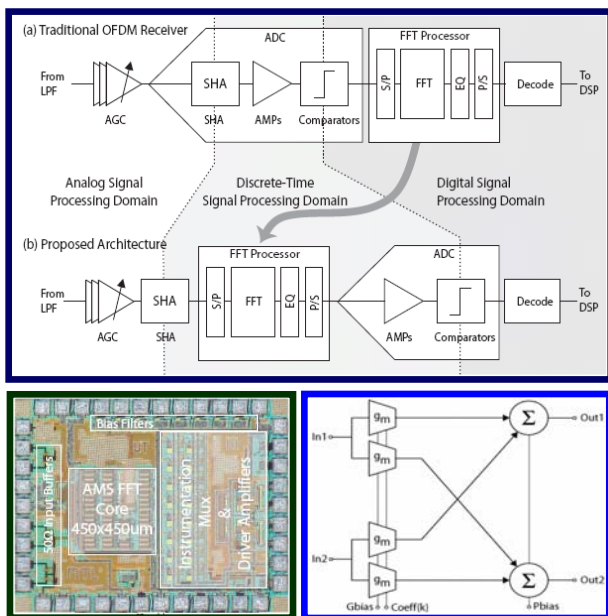 (a) Traditional OFDM Receiver
ADC
FFT Processor
From
LPF
AGC
SHA
SHA
AMPs
Comparators
S/P
FFT
EQ
P/S
Decode
To
DSP
Analog Signal
Processing Domain
Discrete-Time
Signal Processing Domain
Digital Signal
Processing Domain
(b) Proposed Architecture
FFT Processor
ADC
From
LPF
AGC
SHA
SHA
S/P
FFT
EQ
P/S
AMPs
Comparators
Decode
To
DSP
Bias Filters
50Ω Input Buffers
AMS FFT
Core
450x450um
Instrumentation
Mux
&
Driver Amplifiers
gm
gm
gm
gm
In1
In2
Σ
Σ
Out1
Out2
Gbias
Coeff(k)
Pbias